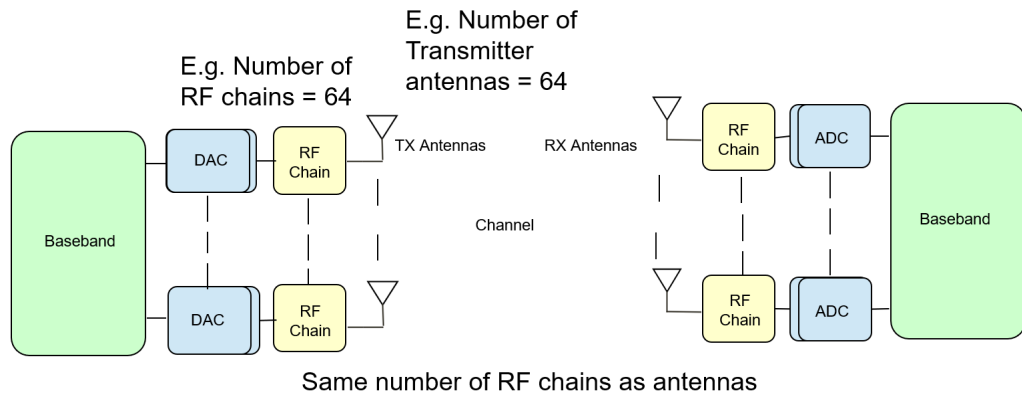 E.g. Number of
Transmitter
antennas = 64
E.g. Number of
RF chains = 64
TX Antennas
RX Antennas
DAC
RF
Chain
RF
Chain
ADC
Baseband
Channel
Baseband
DAC
RF
Chain
RF
Chain
ADC
Same number of RF chains as antennas